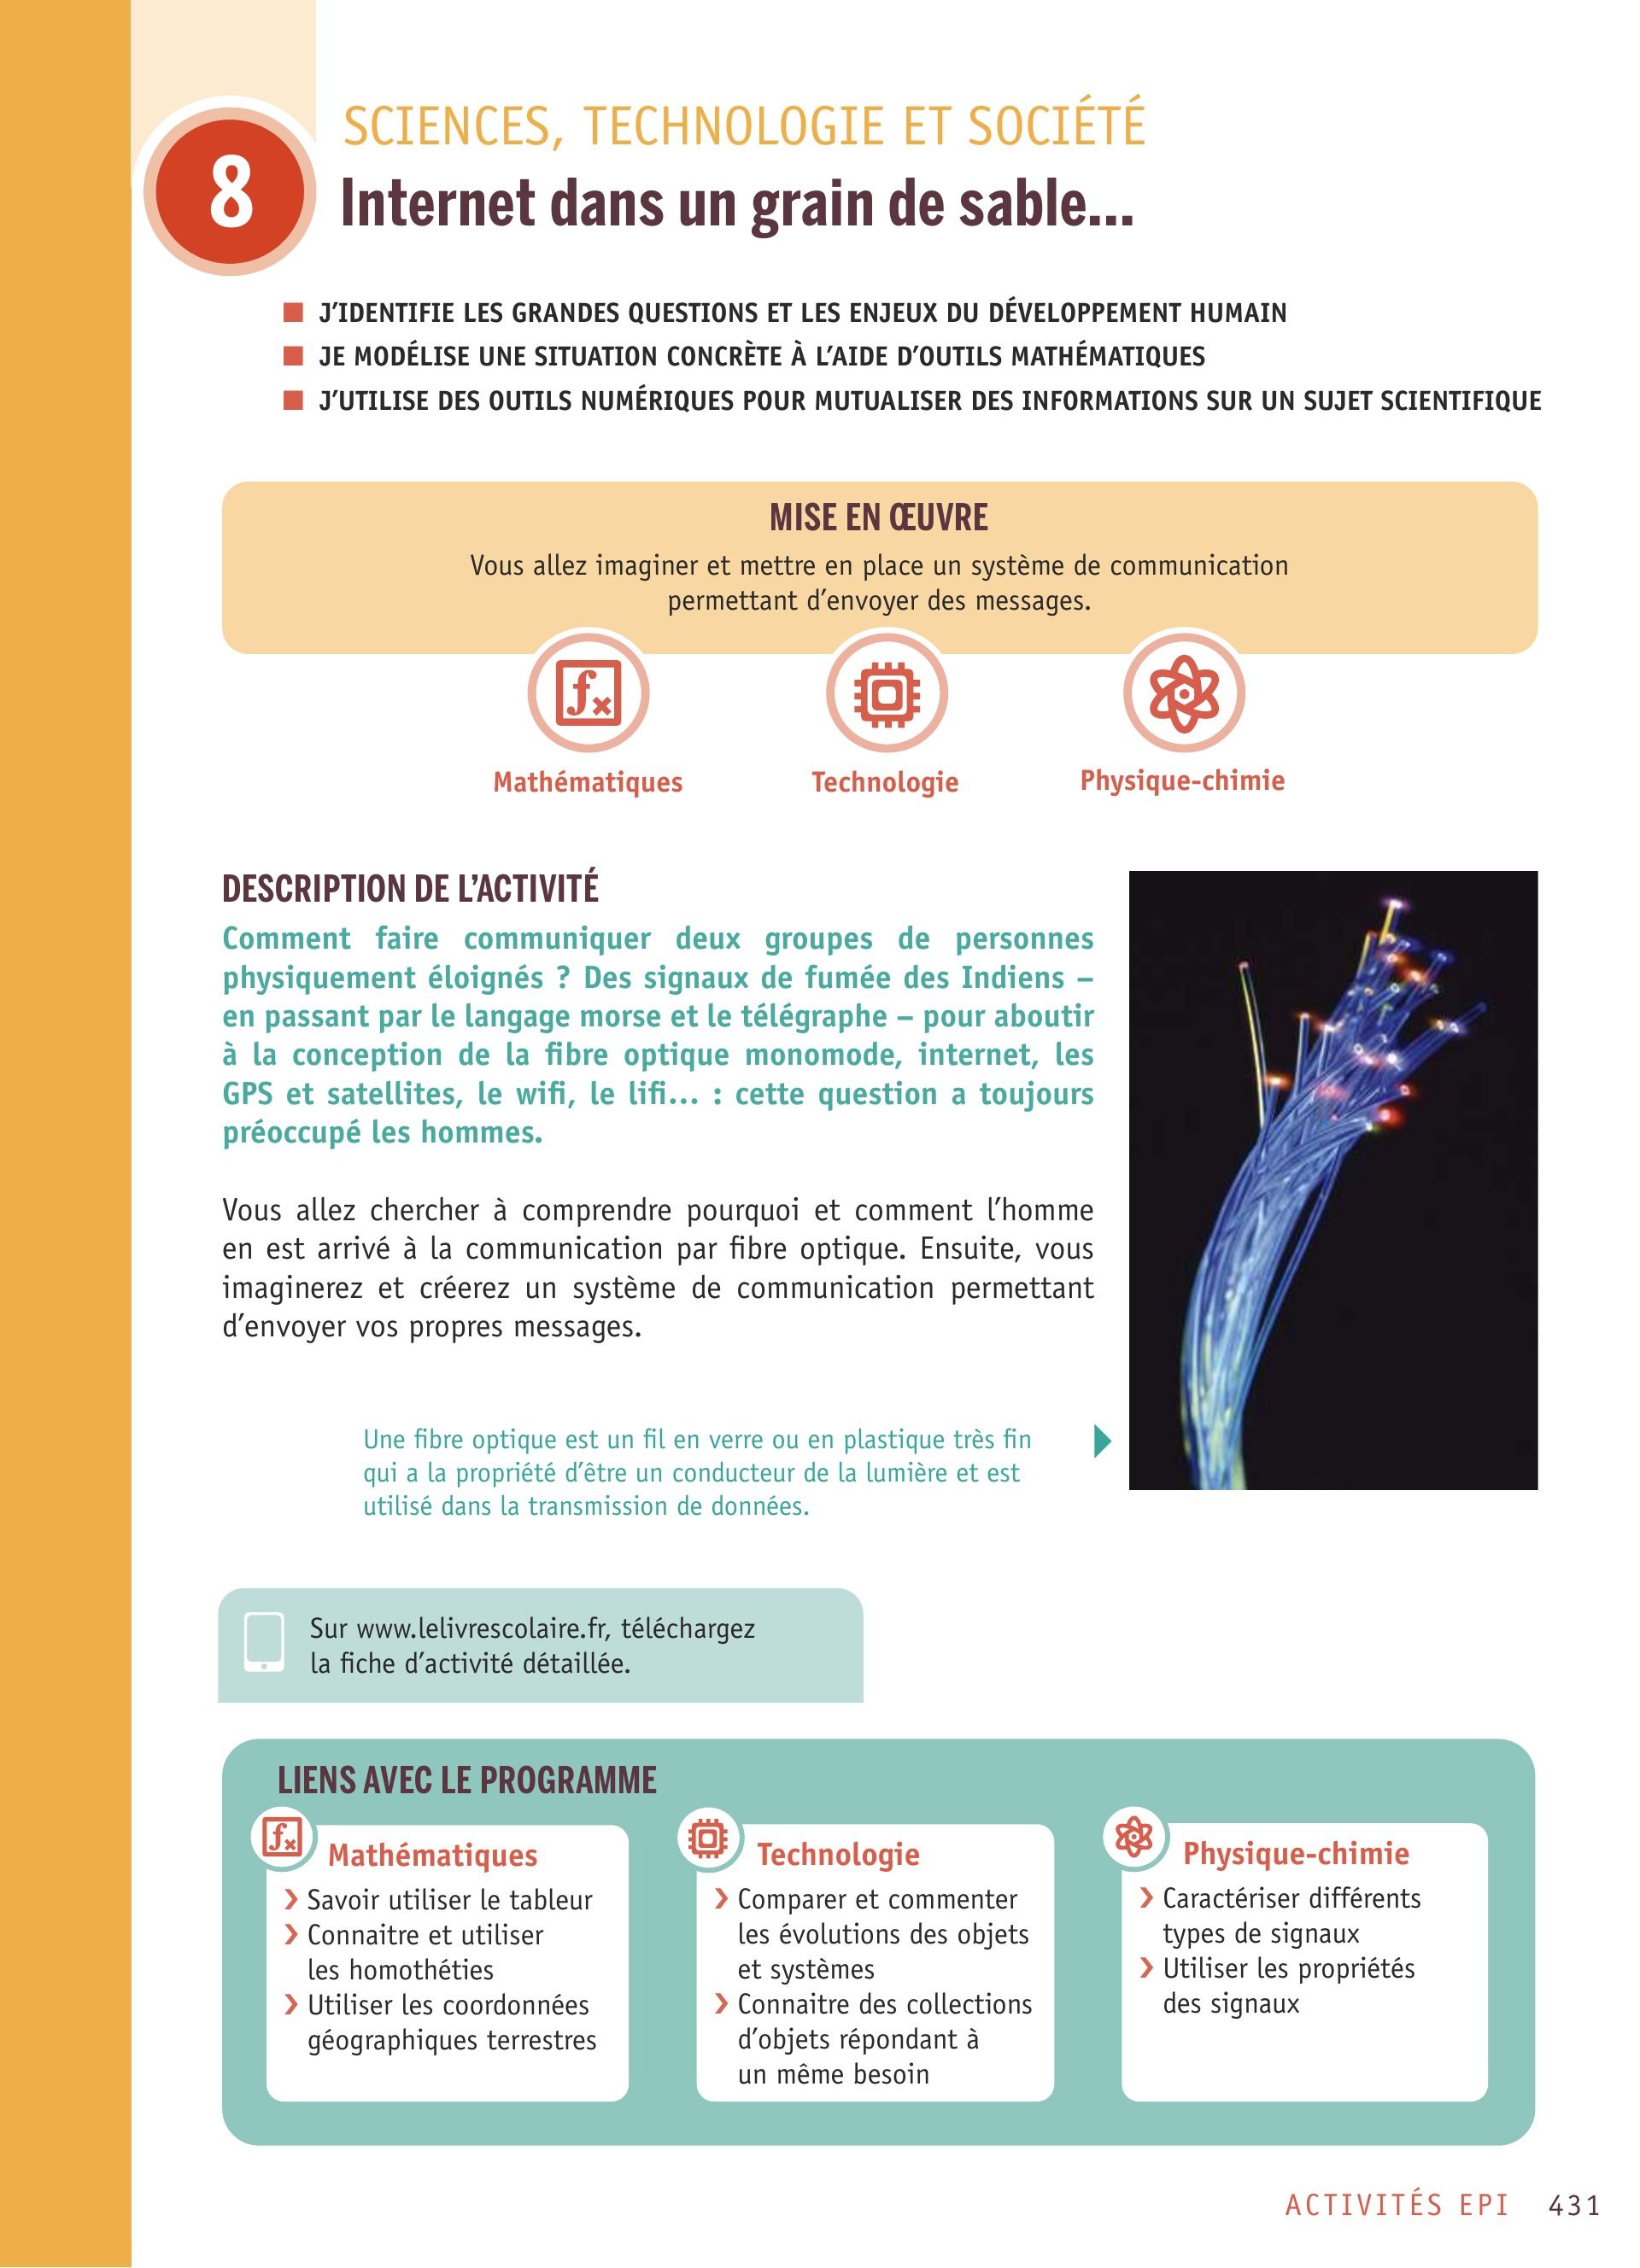 8
SCIENCES, TECHNOLOGIE ET SOCIÉTÉ
Internet dans un grain de sable...
J’IDENTIFIE LES GRANDES QUESTIONS ET LES ENJEUX DU DÉVELOPPEMENT HUMAIN
JE MODÉLISE UNE SITUATION CONCRÈTE À L’AIDE D’OUTILS MATHÉMATIQUES
J’UTILISE DES OUTILS NUMÉRIQUES POUR MUTUALISER DES INFORMATIONS SUR UN SUJET SCIENTIFIQUE
MISE EN ŒUVRE
Vous allez imaginer et mettre en place un système de communication
permettant d’envoyer des messages.
Mathématiques
Technologie
Physique-chimie
DESCRIPTION DE L’ACTIVITÉ
Comment faire communiquer deux groupes de personnes
physiquement éloignés ? Des signaux de fumée des Indiens –
en passant par le langage morse et le télégraphe – pour aboutir
à la conception de la fibre optique monomode, internet, les
GPS et satellites, le wifi, le lifi... : cette question a toujours
préoccupé les hommes.
Vous allez chercher à comprendre pourquoi et comment l’homme
en est arrivé à la communication par fibre optique. Ensuite, vous
imaginerez et créerez un système de communication permettant
d’envoyer vos propres messages.
Une fibre optique est un fil en verre ou en plastique très fin
qui a la propriété d’être un conducteur de la lumière et est
utilisé dans la transmission de données.
Sur www.lelivrescolaire.fr, téléchargez
la fiche d’activité détaillée.
LIENS AVEC LE PROGRAMME
Mathématiques
Savoir utiliser le tableur
Connaitre et utiliser
les homothéties
Utiliser les coordonnées
géographiques terrestres
Technologie
Comparer et commenter
les évolutions des objets
et systèmes
Connaitre des collections
d’objets répondant à
un même besoin
Physique-chimie
Caractériser différents
types de signaux
Utiliser les propriétés
des signaux
ACTIVITÉS EPI 431